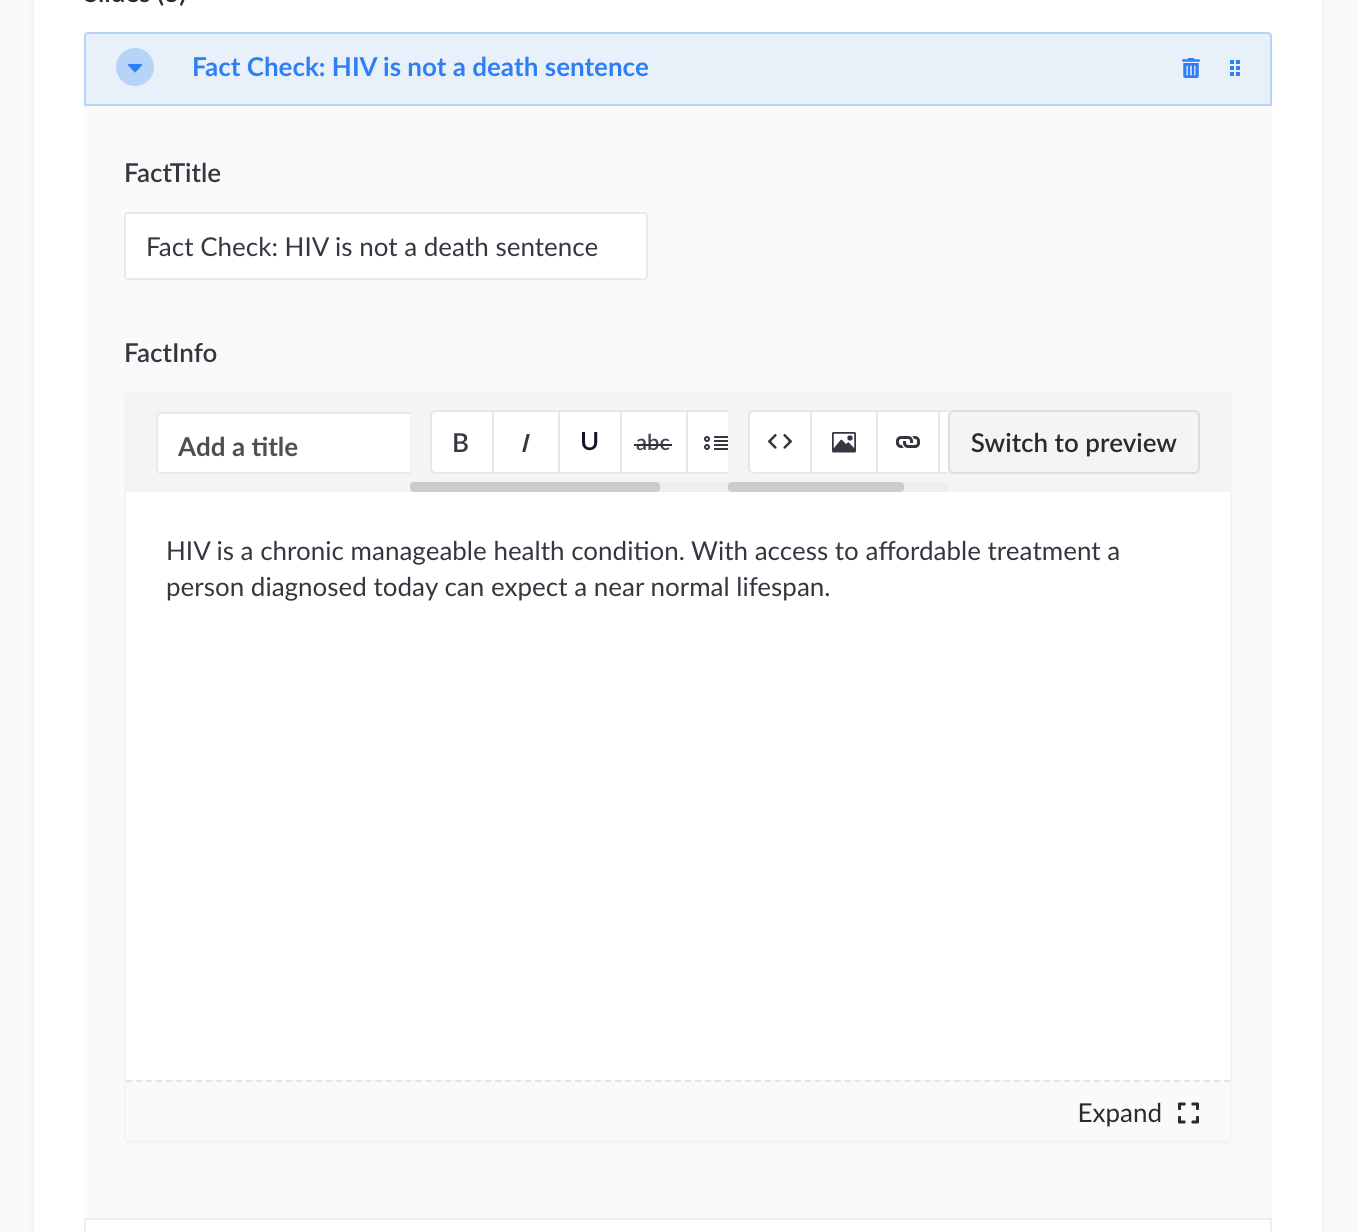 Slides (5)
Fact Check: HIV is not a death sentence
FactTitle
Fact Check: HIV is not a death sentence
FactInfo
Add a title
B I U abc
Switch to preview
HIV is a chronic manageable health condition. With access to affordable treatment a
person diagnosed today can expect a near normal lifespan.
Expand